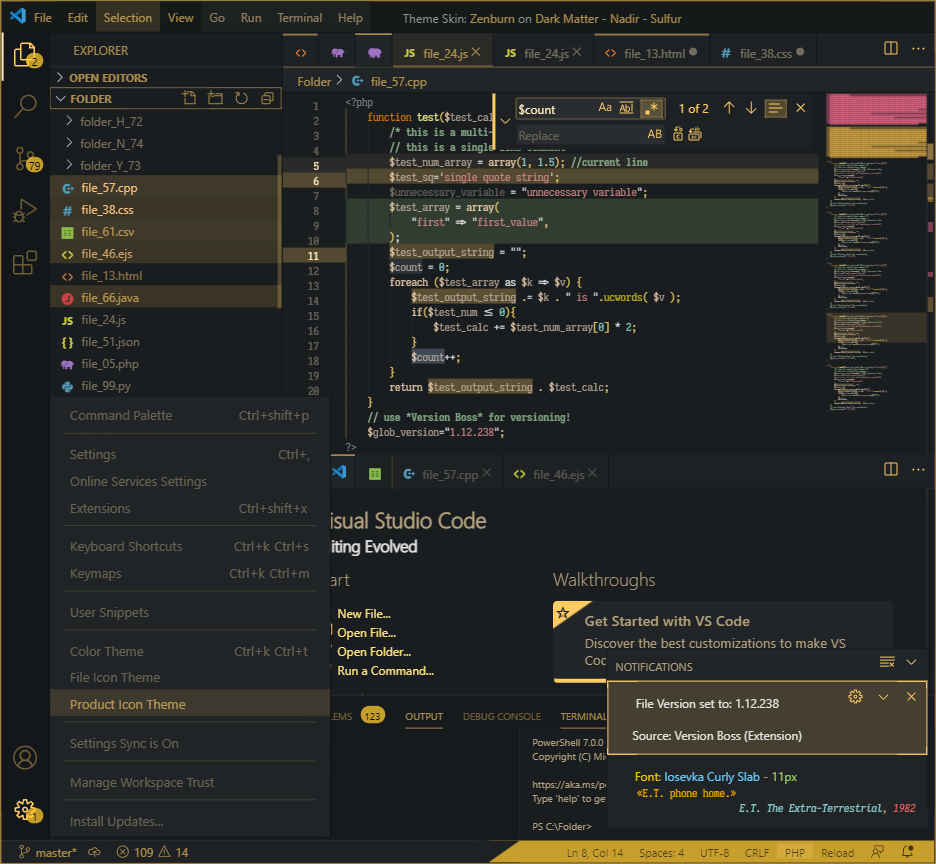 File Edit Selection View Go Run Terminal Help Theme Skin: Zenburn on Dark Matter - Nadir - Sulfur
2
79
1
EXPLORER
OPEN EDITORS
FOLDER
folder_H_72
folder_N_74
folder_Y_73
file_57.cpp
file_38.css
file_61.csv
file_46.ejs
file_13.html
file_66.java
file_24.js
file_51.json
file_05.php
file_99.py
file_24.js file_24.js file_13.html file_38.css
Folder > file_57.cpp
$count Aa Abl .* 1 of 2
Replace AB
1 <?php
2 function test($test_cal
3 /* this is a multi-
4 // this is a single line comment
5 $test_num_array = array(1, 1.5); //current line
6 $test_sq='single quote string';
7 $unnecessary_variable = "unnecessary variable";
8 $test_array = array(
9 "first" => "first_value",
10 );
11 $test_output_string = "";
12 $count = 0;
13 foreach ($test_array as $k => $v) {
14 $test_output_string .= $k . " is ".ucwords( $v );
15 if($test_num ≤ 0){
16 $test_calc += $test_num_array[0] * 2;
17 }
18 $count++;
19 }
20 return $test_output_string . $test_calc;
}
// use *Version Boss* for versioning!
$glob_version="1.12.238";
?>
Command Palette Ctrl+shift+p
Settings Ctrl+,
Online Services Settings
Extensions Ctrl+shift+x
Keyboard Shortcuts Ctrl+k Ctrl+s
Keymaps Ctrl+k Ctrl+m
User Snippets
Color Theme Ctrl+k Ctrl+t
File Icon Theme
Product Icon Theme
Settings Sync is On
Manage Workspace Trust
Install Updates...
file_57.cpp file_46.ejs
isual Studio Code
iting Evolved
art
New File...
Open File...
Open Folder...
Run a Command...
Walkthroughs
Get Started with VS Code
Discover the best customizations to make VS
Coc
NOTIFICATIONS
File Version set to: 1.12.238
Source: Version Boss (Extension)
Font: Iosevka Curly Slab - 11px
«E.T. phone home.»
E.T. The Extra-Terrestrial, 1982
LEMS 123 OUTPUT DEBUG CONSOLE TERMINAL
PowerShell 7.0.0
Copyright (C) Mi
https://aka.ms/p
Type 'help' to ge
PS C:\Folder>
master* 109 14 Ln 8, Col 14 Spaces: 4 UTF-8 CRLF PHP Reload